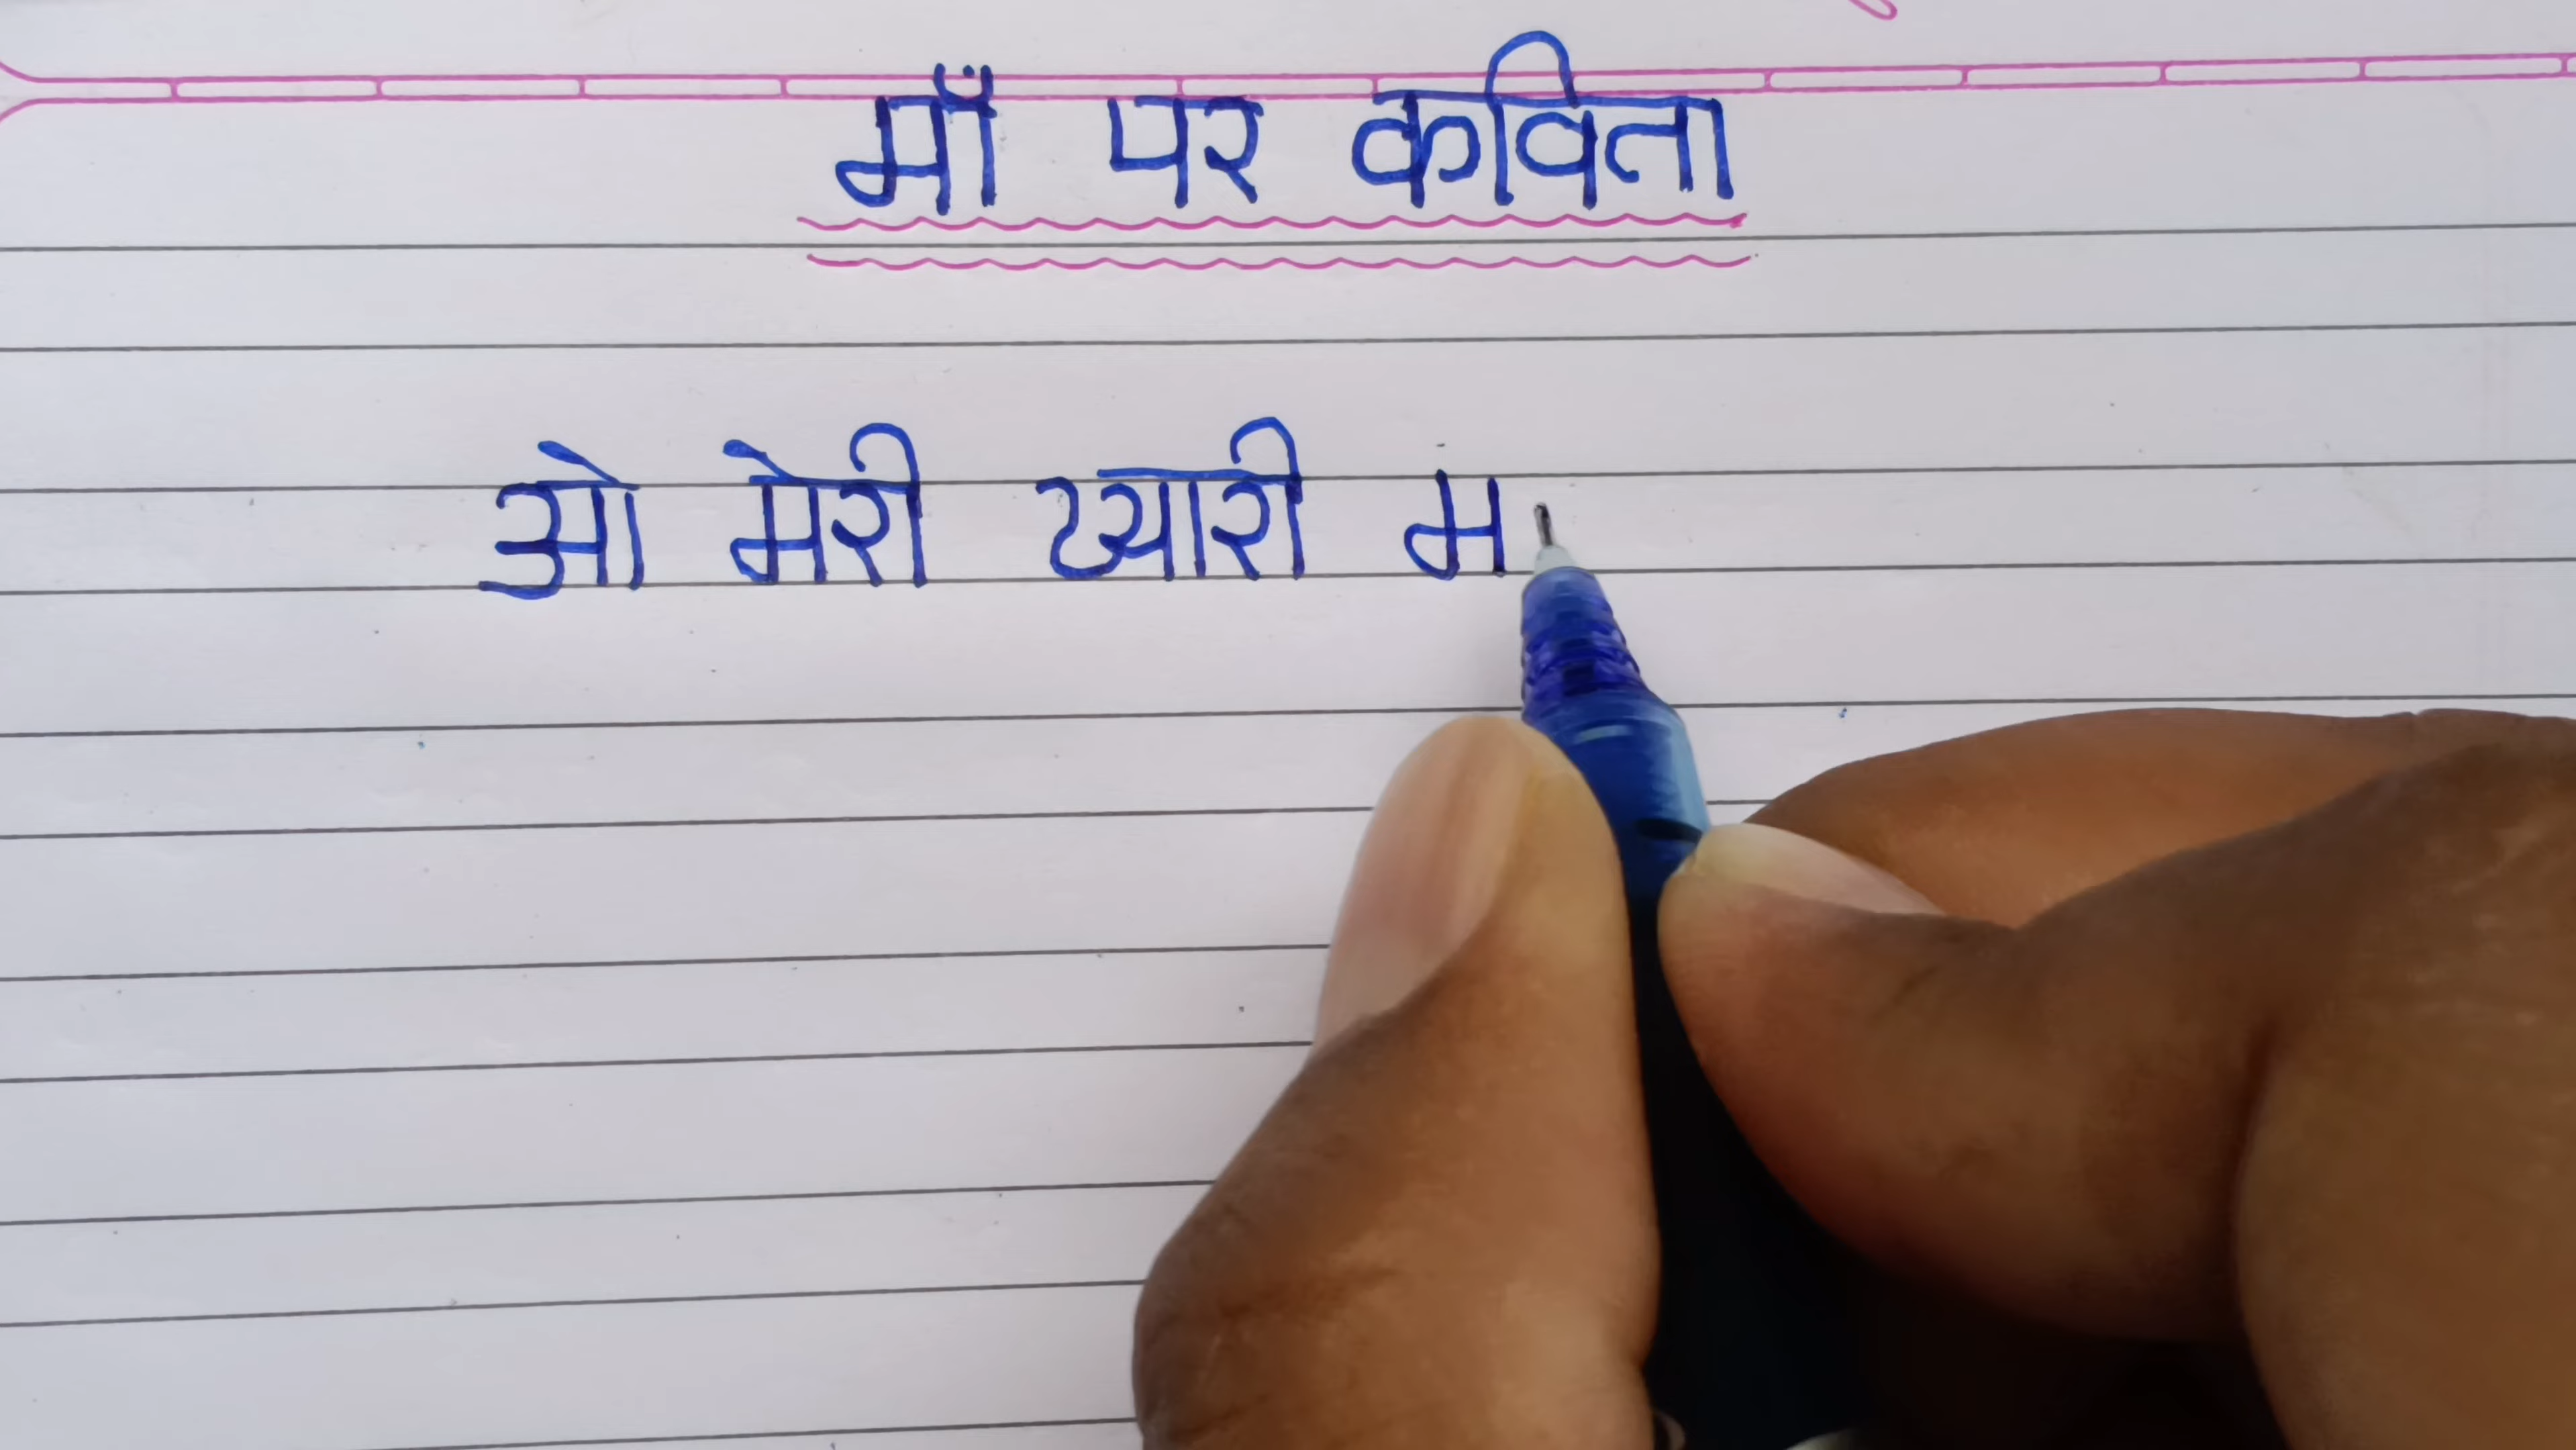 माँ पर कविता
ओ मेरी प्यारी म